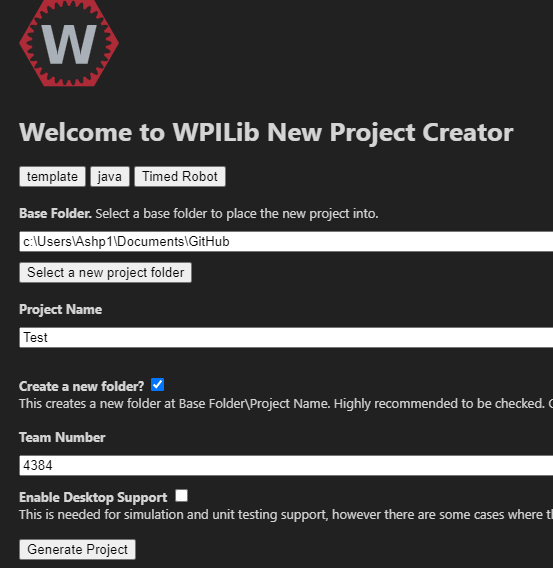 W
Welcome to WPILib New Project Creator
template java Timed Robot
Base Folder. Select a base folder to place the new project into.
c:\Users\Ashp1\Documents\GitHub
Select a new project folder
Project Name
Test
Create a new folder?
This creates a new folder at Base Folder\Project Name. Highly recommended to be checked.
Team Number
4384
Enable Desktop Support
This is needed for simulation and unit testing support, however there are some cases where
Generate Project